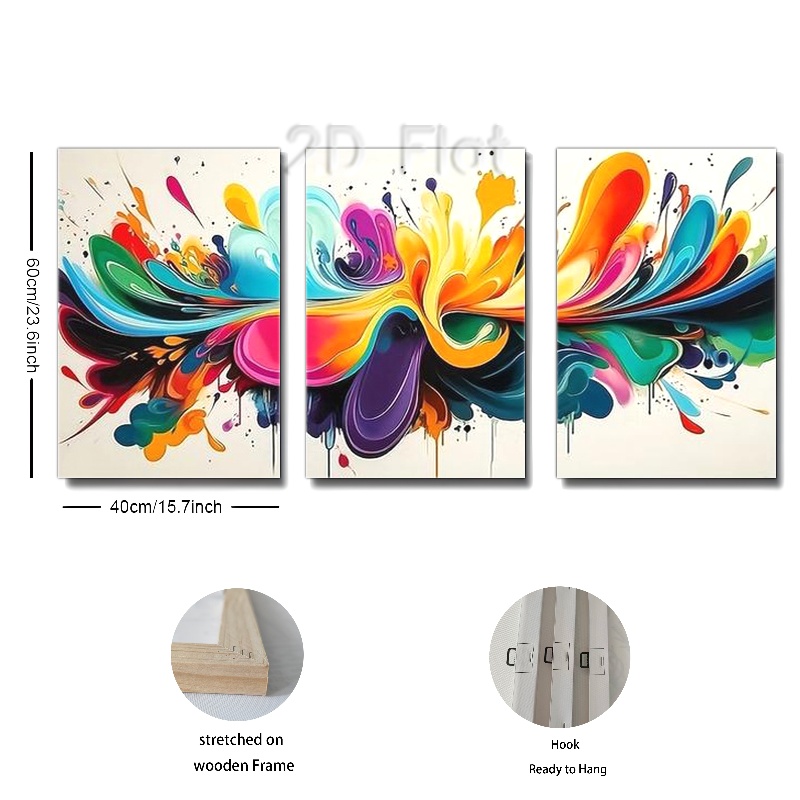 2D Flat
60cm/23.6inch
40cm/15.7inch
stretched on
wooden Frame
Hook
Ready to Hang